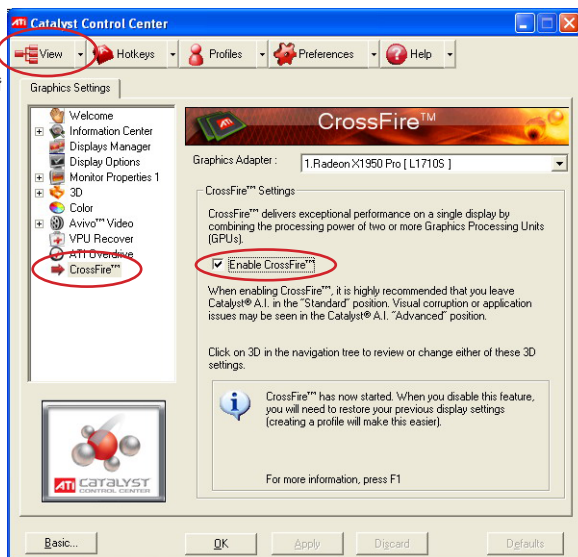 Catalyst Control Center
View
Hotkeys
Profiles
Preferences
Help
Graphics Settings
Welcome
Information Center
Displays Manager
Display Options
Monitor Properties 1
3D
Color
Avivo™ Video
VPU Recover
ATI Overdrive
CrossFire™
CrossFire™
Graphics Adapter :
1.Radeon X1950 Pro [ L1710S ]
CrossFire™ Settings
CrossFire™ delivers exceptional performance on a single display by
combining the processing power of two or more Graphics Processing Units
(GPUs).
Enable CrossFire™
When enabling CrossFire™, it is highly recommended that you leave
Catalyst® A.I. in the "Standard" position. Visual corruption or application
issues may be seen in the Catalyst® A.I. "Advanced" position.
Click on 3D in the navigation tree to review or change either of these 3D
settings.
CrossFire™ has now started. When you disable this feature,
you will need to restore your previous display settings
(creating a profile will make this easier).
For more information, press F1
ATI CATALYST
CONTROL CENTER
Basic...
OK
Apply
Discard
Defaults